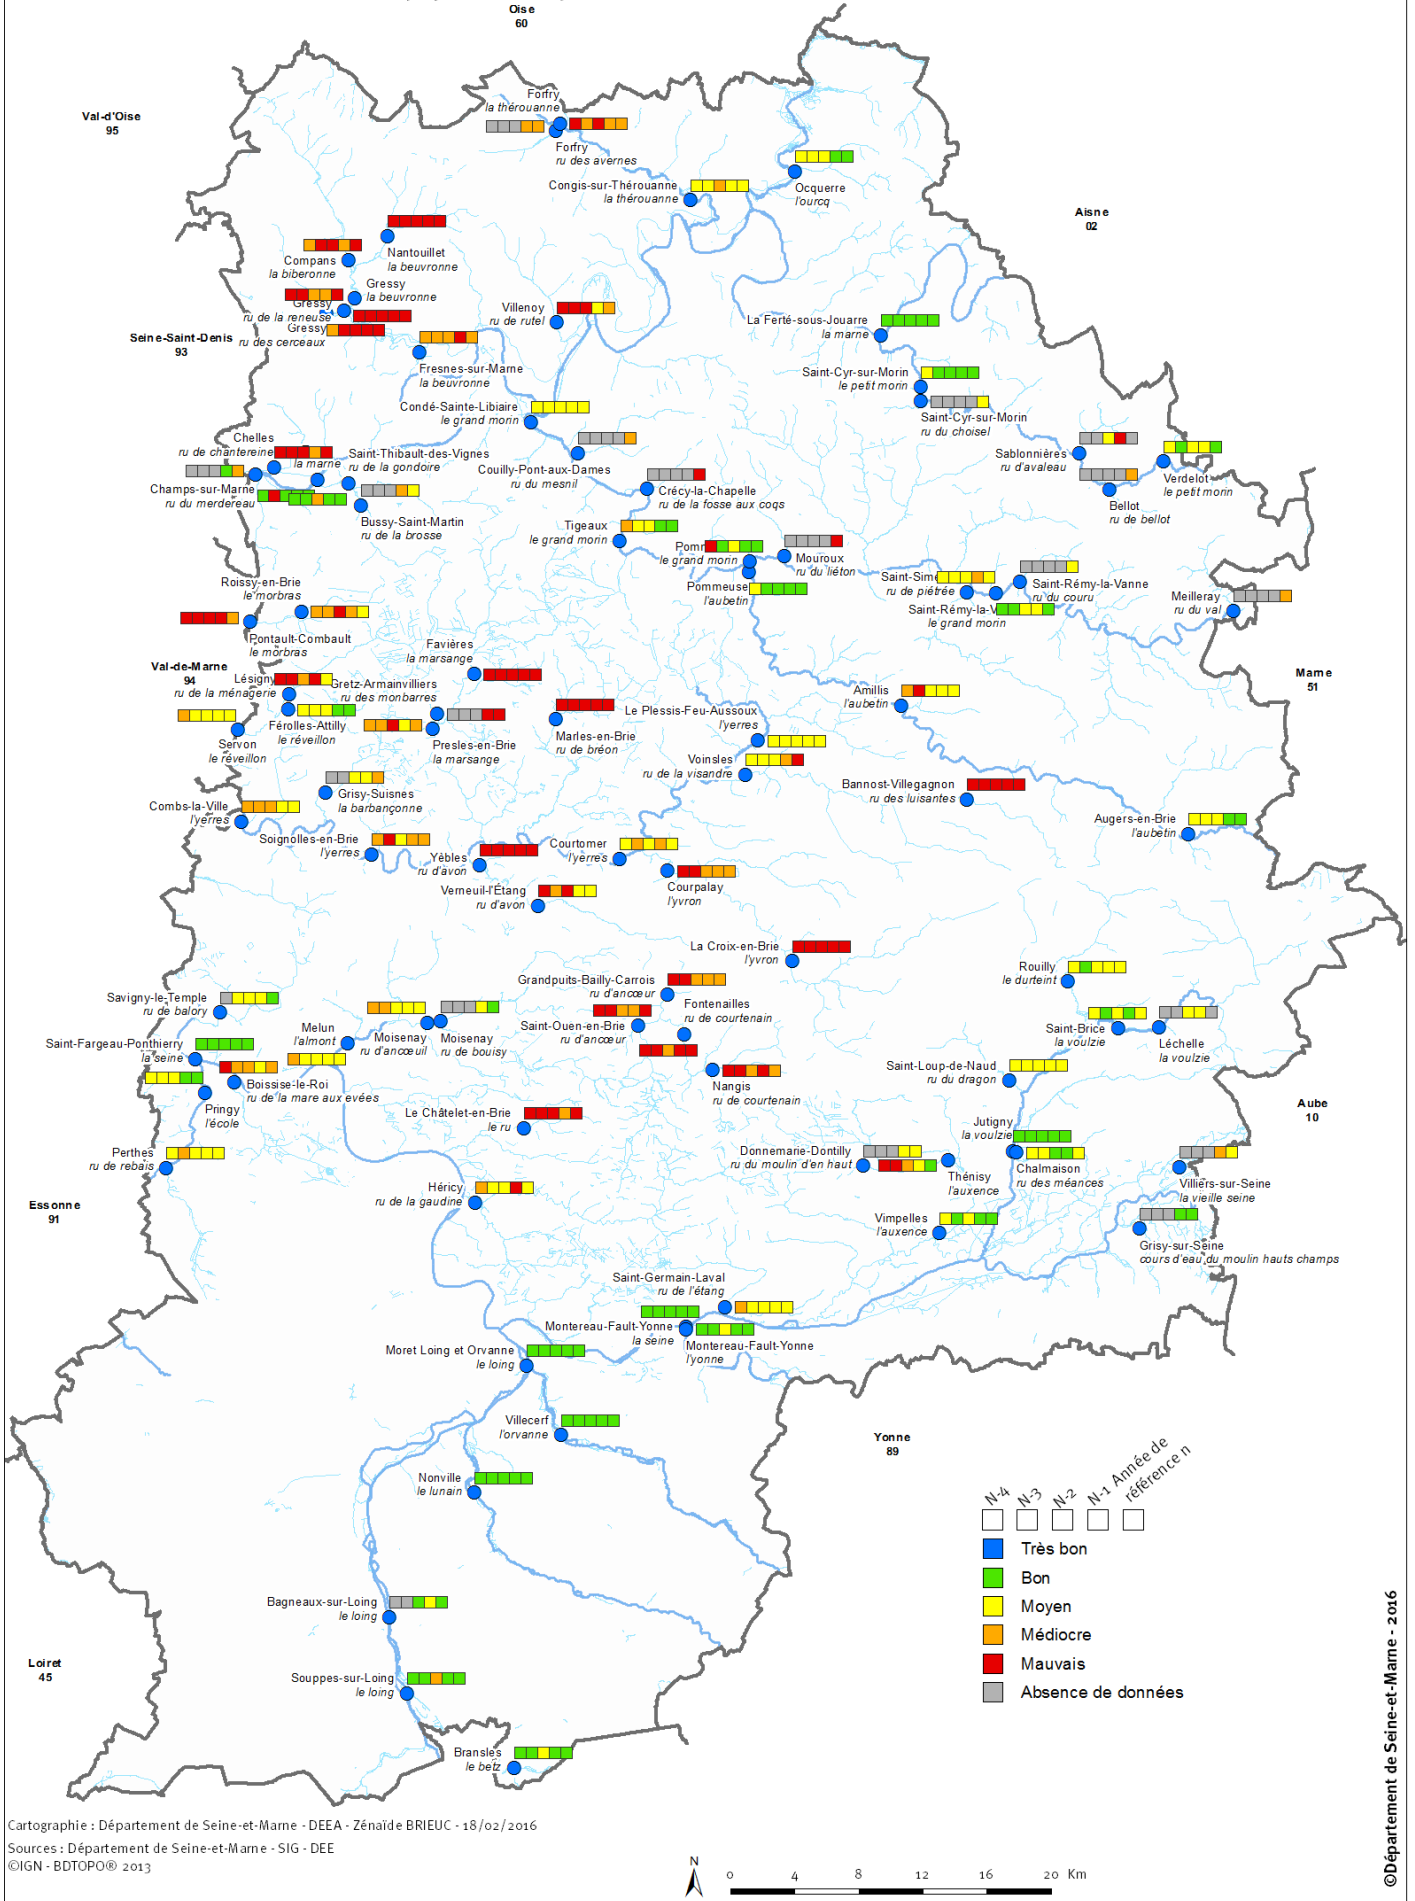 Oise
60
Val-d'Oise
95
Forfry
la thérouanne
Forfry
ru des avernes
Congis-sur-Thérouanne
la thérouanne
Ocquerre
l'ourcq
Aisne
02
Nantouillet
la beuvronne
Compans
la biberonne
Gressy
la beuvronne
Gressy
ru de la reneuse
Gressy
ru des cerceaux
Seine-Saint-Denis
93
Villenoy
ru de rutel
Fresnes-sur-Marne
la beuvronne
La Ferté-sous-Jouarre
la marne
Saint-Cyr-sur-Morin
le petit morin
Saint-Cyr-sur-Morin
ru du choisel
Condé-Sainte-Libiaire
le grand morin
Chelles
ru de chantereine
la marne
Saint-Thibault-des-Vignes
ru de la gondoire
Couilly-Pont-aux-Dames
ru du mesnil
Sablonnières
ru d'avaleau
Verdelot
le petit morin
Bellot
ru de bellot
Champs-sur-Marne
ru du merdereau
Bussy-Saint-Martin
ru de la brosse
Crécy-la-Chapelle
ru de la fosse aux coqs
Tigeaux
le grand morin
le grand morin
Mouroux
ru du liéton
Pommeuse
l'aubetin
ru de piétrée
Saint-Rémy-la-Vanne
ru du couru
le grand morin
Meilleray
ru du val
Roissy-en-Brie
le morbras
Pontault-Combault
le morbras
Val-de-Marne
94
Marne
51
Favières
la marsange
Lésigny
ru de la ménagerie
Gretz-Armainvilliers
ru des monbarres
Férolles-Attilly
le réveillon
Servon
le réveillon
Presles-en-Brie
la marsange
Marles-en-Brie
ru de bréon
Le Plessis-Feu-Aussoux
l'yerres
Amillis
l'aubetin
Voinsles
ru de la visandre
Bannost-Villegagnon
ru des luisantes
Augers-en-Brie
l'aubetin
Grisy-Suisnes
la barbançonne
Combs-la-Ville
l'yerres
Soignolles-en-Brie
l'yerres
Yèbles
ru d'avon
Courtomer
l'yerres
Courpalay
l'yvron
Verneuil-l'Étang
ru d'avon
La Croix-en-Brie
l'yvron
Rouilly
le durteint
Grandpuits-Bailly-Carrois
ru d'ancœur
Fontenailles
ru de courtenain
Saint-Ouen-en-Brie
ru d'ancœur
Nangis
ru de courtenain
Savigny-le-Temple
ru de balory
Melun
l'almont
Moisenay
ru d'ancœuil
Moisenay
ru de bouisy
Saint-Brice
la voulzie
Léchelle
la voulzie
Saint-Fargeau-Ponthierry
la seine
Boissise-le-Roi
ru de la mare aux evées
Pringy
l'école
Saint-Loup-de-Naud
ru du dragon
Aube
10
Le Châtelet-en-Brie
le ru
Jutigny
la voulzie
Perthes
ru de rebais
Donnemarie-Dontilly
ru du moulin d'en haut
Thénisy
l'auxence
Chalmaison
ru des méances
Villiers-sur-Seine
la vieille seine
Essonne
91
Héricy
ru de la gaudine
Vimpelles
l'auxence
Grisy-sur-Seine
cours d'eau du moulin hauts champs
Saint-Germain-Laval
ru de l'étang
Montereau-Fault-Yonne
la seine
Montereau-Fault-Yonne
l'yonne
Moret Loing et Orvanne
le loing
Villecerf
l'orvanne
Yonne
89
Nonville
le lunain
N-4
N-3
N-2
N-1
Année de
référence n
Très bon
Bon
Moyen
Médiocre
Mauvais
Absence de données
Bagneaux-sur-Loing
le loing
Loiret
45
Souppes-sur-Loing
le loing
Bransles
le betz
©Département de Seine-et-Marne - 2016
Cartographie : Département de Seine-et-Marne - DEEA - Zénaïde BRIEUC - 18/02/2016
Sources : Département de Seine-et-Marne - SIG - DEE
©IGN - BDTOPO® 2013
N
0 4 8 12 16 20 Km